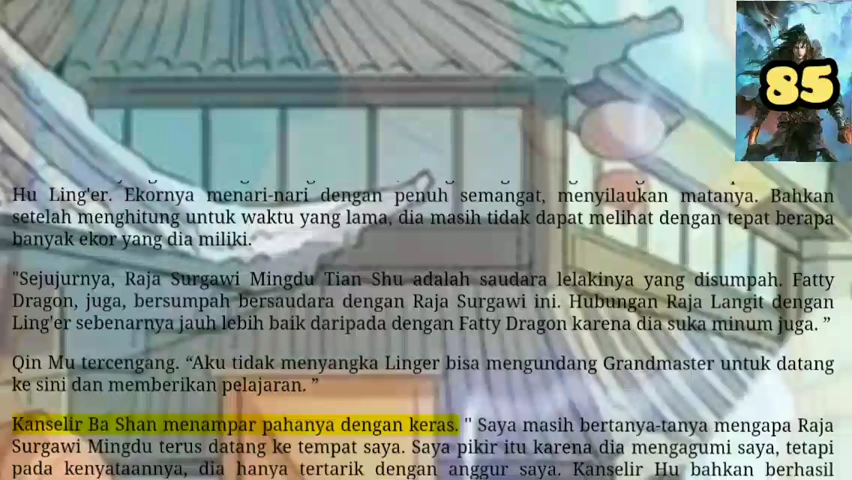 85
Hu Ling'er. Ekornya menari-nari dengan penuh semangat, menyilaukan matanya. Bahkan
setelah menghitung untuk waktu yang lama, dia masih tidak dapat melihat dengan tepat berapa
banyak ekor yang dia miliki.
"Sejujurnya, Raja Surgawi Mingdu Tian Shu adalah saudara lelakinya yang disumpah. Fatty
Dragon, juga, bersumpah bersaudara dengan Raja Surgawi ini. Hubungan Raja Langit dengan
Ling'er sebenarnya jauh lebih baik daripada dengan Fatty Dragon karena dia suka minum juga. ”
Qin Mu tercengang. “Aku tidak menyangka Linger bisa mengundang Grandmaster untuk datang
ke sini dan memberikan pelajaran. ”
Kanselir Ba Shan menampar pahanya dengan keras. " Saya masih bertanya-tanya mengapa Raja
Surgawi Mingdu terus datang ke tempat saya. Saya pikir itu karena dia mengagumi saya, tetapi
pada kenyataannya, dia hanya tertarik dengan anggur saya. Kanselir Hu bahkan berhasil